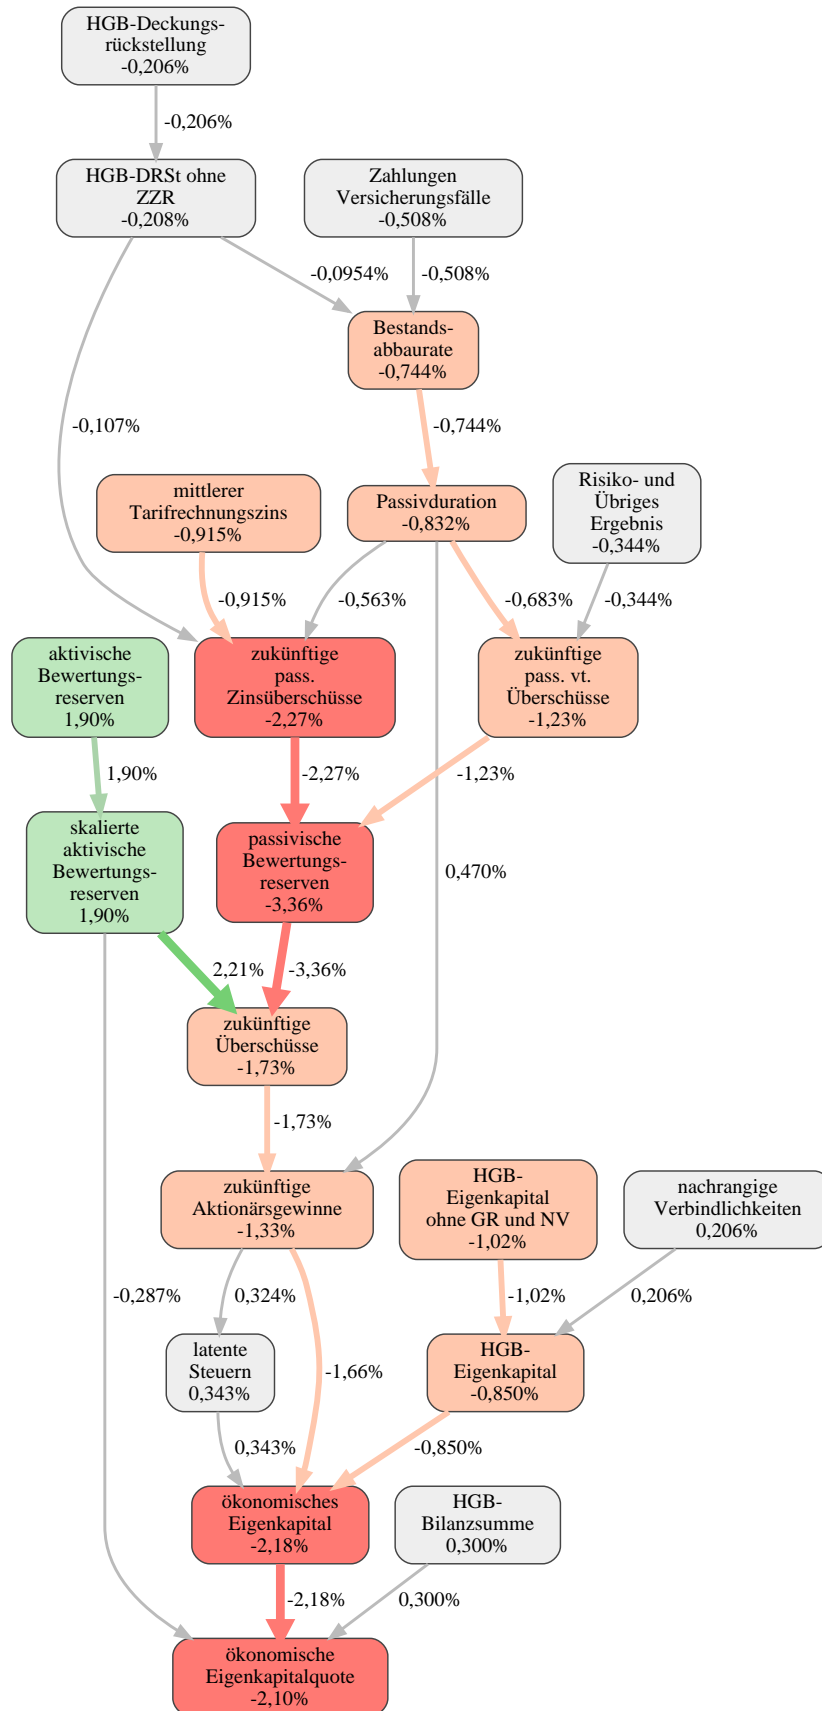 HGB-Deckungs-
rückstellung
-0,206%
-0,206%
HGB-DRSt ohne
ZZR
-0,208%
Zahlungen
Versicherungsfälle
-0,508%
-0,0954%
-0,508%
Bestands-
abbaurate
-0,744%
-0,107%
-0,744%
mittlerer
Tarifrechnungszins
-0,915%
Passivduration
-0,832%
Risiko- und
Übriges
Ergebnis
-0,344%
-0,915%
-0,563%
-0,683%
-0,344%
aktivische
Bewertungs-
reserven
1,90%
zukünftige
pass.
Zinsüberschüsse
-2,27%
zukünftige
pass. vt.
Überschüsse
-1,23%
1,90%
-2,27%
-1,23%
skalierte
aktivische
Bewertungs-
reserven
1,90%
passivische
Bewertungs-
reserven
-3,36%
0,470%
2,21%
-3,36%
zukünftige
Überschüsse
-1,73%
-1,73%
zukünftige
Aktionärsgewinne
-1,33%
HGB-
Eigenkapital
ohne GR und NV
-1,02%
nachrangige
Verbindlichkeiten
0,206%
-0,287%
0,324%
-1,02%
0,206%
latente
Steuern
0,343%
-1,66%
HGB-
Eigenkapital
-0,850%
0,343%
-0,850%
ökonomisches
Eigenkapital
-2,18%
HGB-
Bilanzsumme
0,300%
-2,18%
0,300%
ökonomische
Eigenkapitalquote
-2,10%